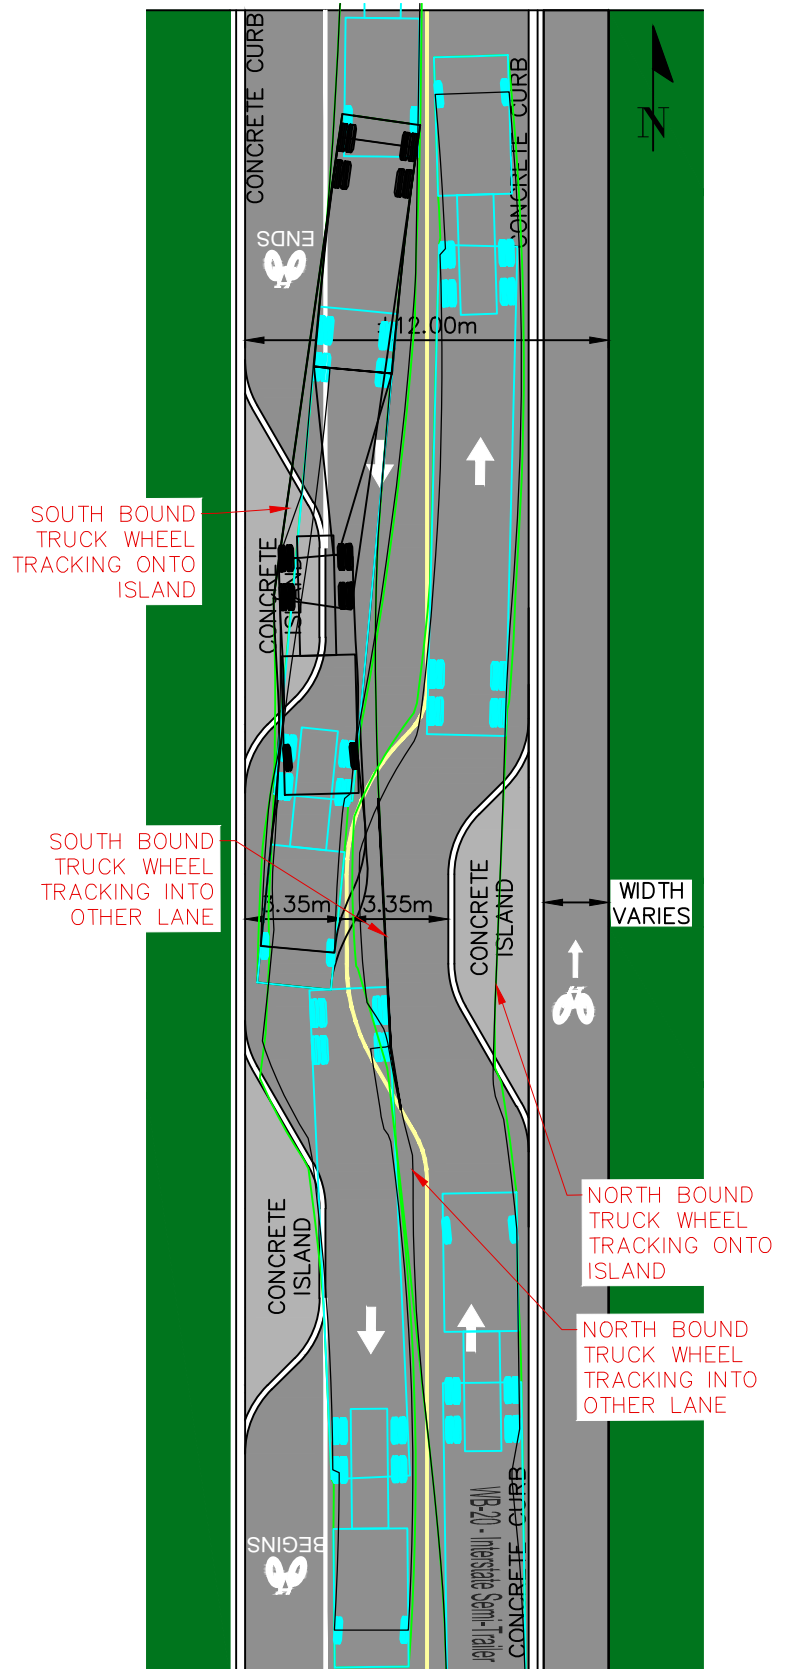 CONCRETE CURB
CONCRETE CURB
N
ENDS
±12.00m
SOUTH BOUND
TRUCK WHEEL
TRACKING ONTO
ISLAND
CONCRETE
ISLAND
SOUTH BOUND
TRUCK WHEEL
TRACKING INTO
OTHER LANE
3.35m
3.35m
CONCRETE
ISLAND
WIDTH
VARIES
NORTH BOUND
TRUCK WHEEL
TRACKING ONTO
ISLAND
CONCRETE
ISLAND
NORTH BOUND
TRUCK WHEEL
TRACKING INTO
OTHER LANE
BEGINS
WB-20 - Interstate Semi-Trailer
CONCRETE CURB